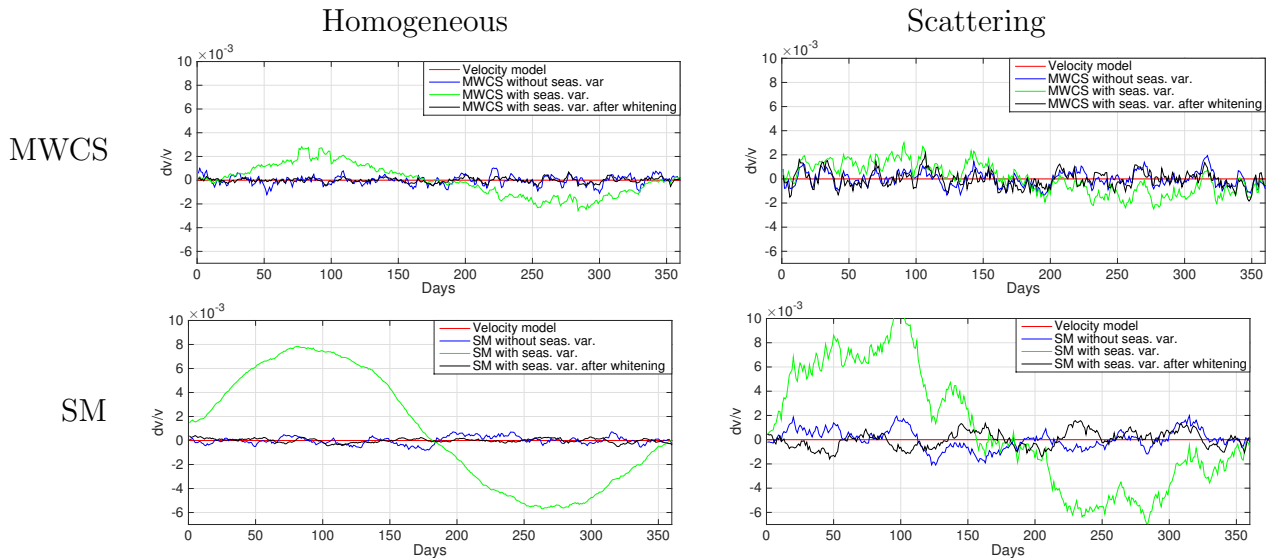 Homogeneous
Scattering
MWCS
×10⁻³
10
8
6
4
2
0
-2
-4
-6
dv/v
Velocity model
MWCS without seas. var
MWCS with seas. var.
MWCS with seas. var. after whitening
0 50 100 150 200 250 300 350
Days
×10⁻³
10
8
6
4
2
0
-2
-4
-6
dv/v
Velocity model
MWCS without seas. var.
MWCS with seas. var.
MWCS with seas. var. after whitening
0 50 100 150 200 250 300 350
Days
SM
×10⁻³
10
8
6
4
2
0
-2
-4
-6
dv/v
Velocity model
SM without seas. var.
SM with seas. var.
SM with seas. var. after whitening
0 50 100 150 200 250 300 350
Days
×10⁻³
10
8
6
4
2
0
-2
-4
-6
dv/v
Velocity model
SM without seas. var.
SM with seas. var.
SM with seas. var. after whitening
0 50 100 150 200 250 300 350
Days